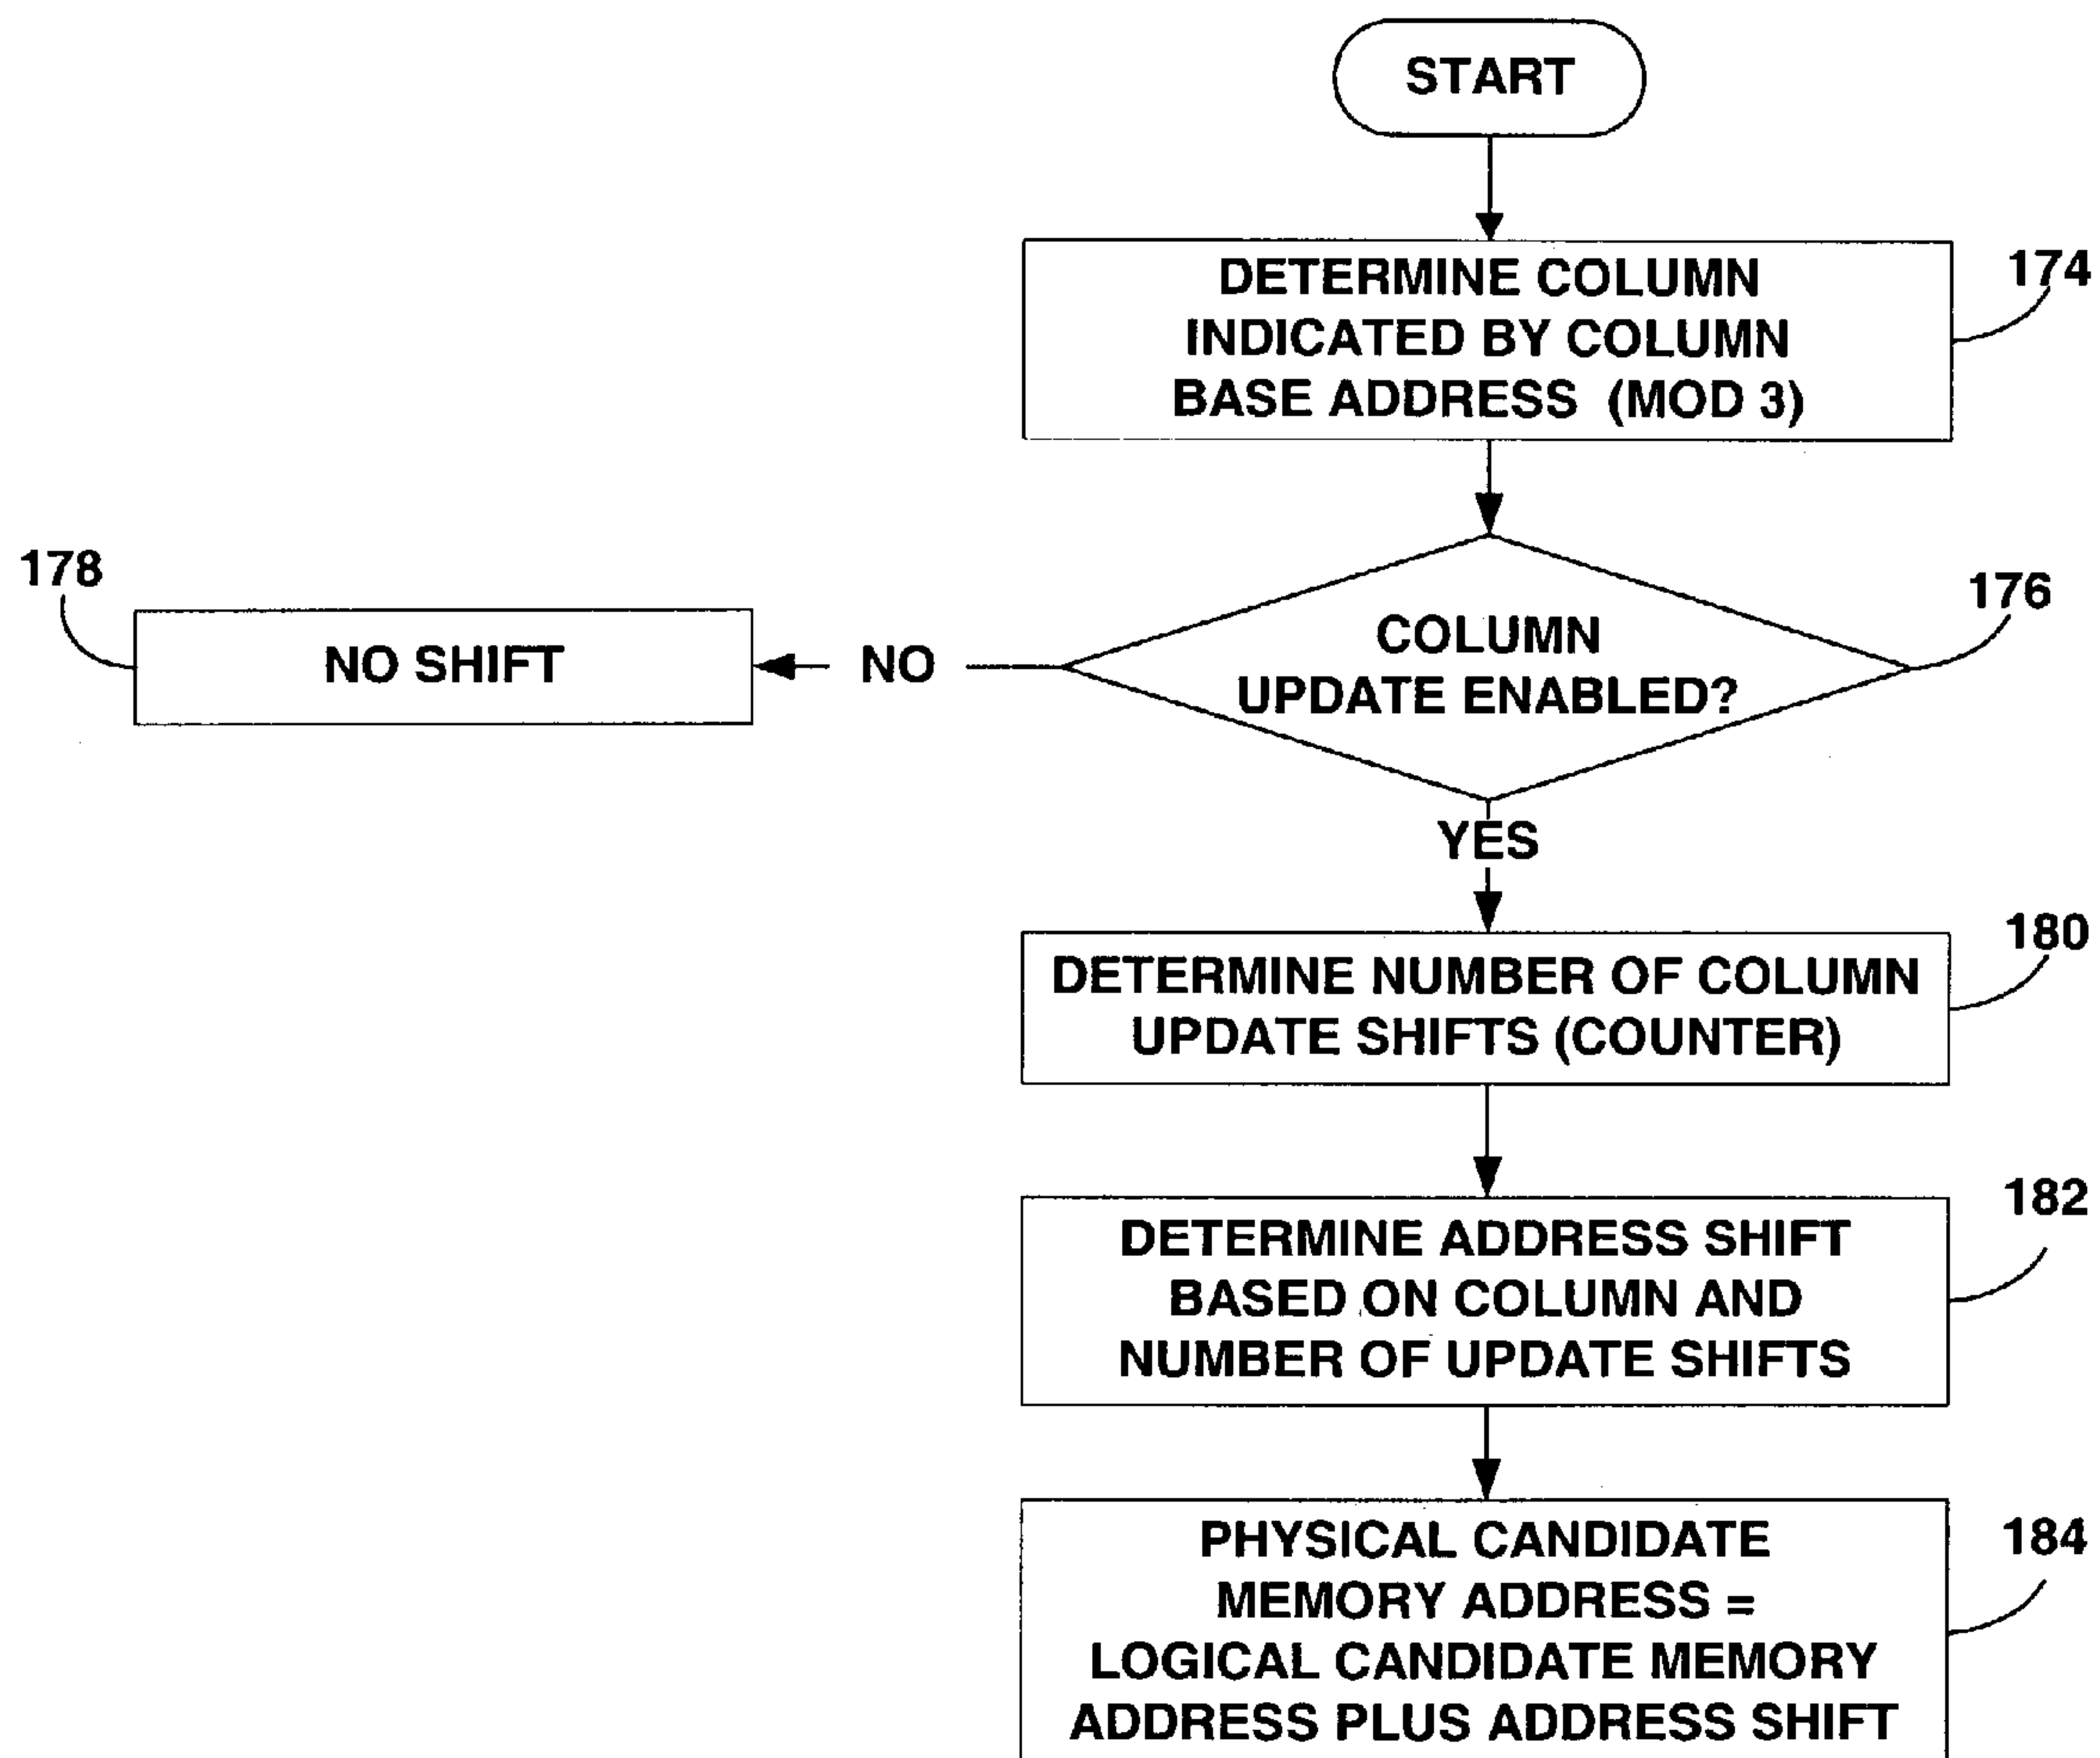 START
DETERMINE COLUMN
INDICATED BY COLUMN
BASE ADDRESS (MOD 3)
174
178
NO SHIFT
NO
COLUMN
UPDATE ENABLED?
176
YES
DETERMINE NUMBER OF COLUMN
UPDATE SHIFTS (COUNTER)
180
DETERMINE ADDRESS SHIFT
BASED ON COLUMN AND
NUMBER OF UPDATE SHIFTS
182
PHYSICAL CANDIDATE
MEMORY ADDRESS =
LOGICAL CANDIDATE MEMORY
ADDRESS PLUS ADDRESS SHIFT
184